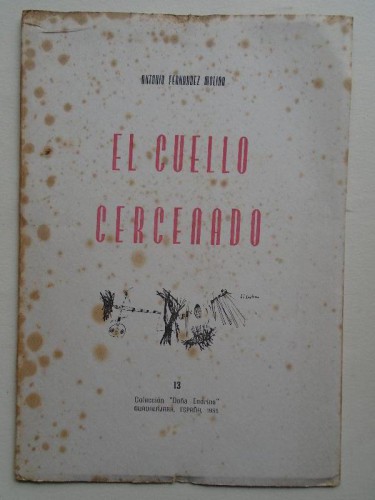 ANTONIO FERNANDEZ MOLINA
EL CUELLO
CERCENADO
13
Colección "Doña Endrina"
GUADALAJARA, ESPAÑA, 1955